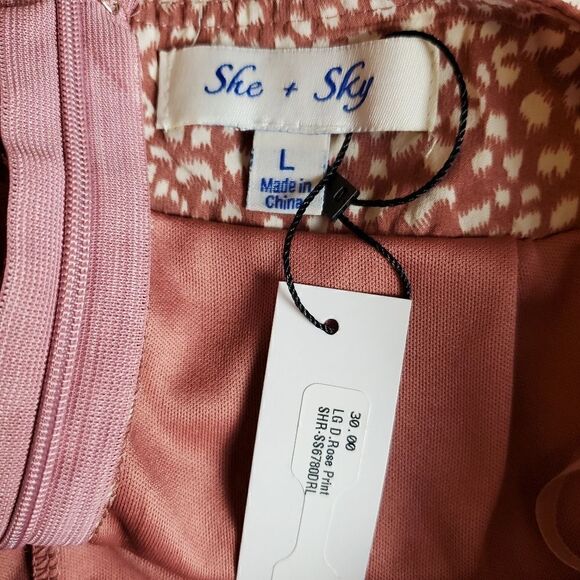 She + Sky
L
Made in
China
30.00
LG D.Rose Print
SHR-SS6780DRL